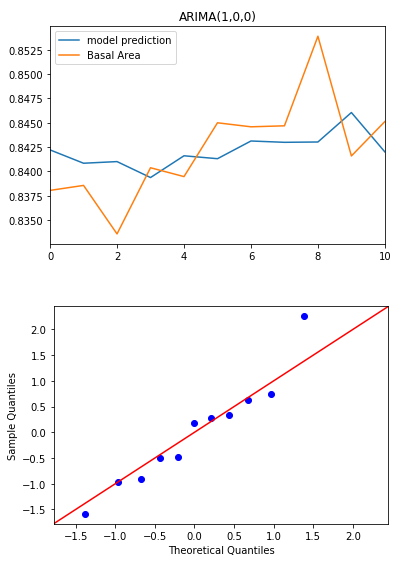 ARIMA(1,0,0)
model prediction
Basal Area
0.8525
0.8500
0.8475
0.8450
0.8425
0.8400
0.8375
0.8350
0 2 4 6 8 10
2.0
1.5
1.0
0.5
0.0
−0.5
−1.0
−1.5
Sample Quantiles
−1.5 −1.0 −0.5 0.0 0.5 1.0 1.5 2.0
Theoretical Quantiles